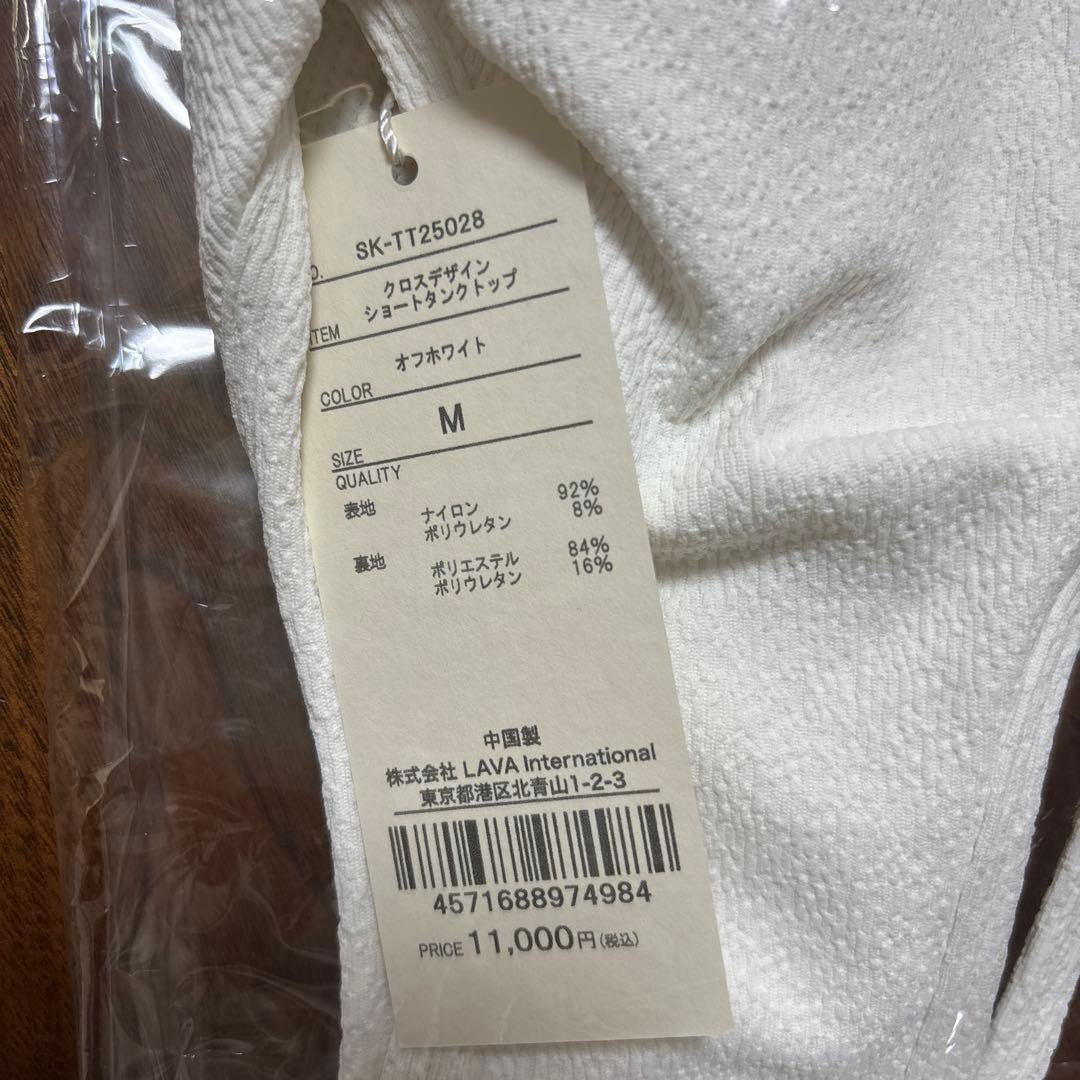 SK-TT25028
クロスデザイン
ショートタンクトップ
ITEM
オフホワイト
COLOR
M
SIZE
QUALITY
表地 ナイロン 92%
ポリウレタン 8%
裏地 ポリエステル 84%
ポリウレタン 16%
中国製
株式会社 LAVA International
東京都港区北青山1-2-3
4571688974984
PRICE 11,000円(税込)